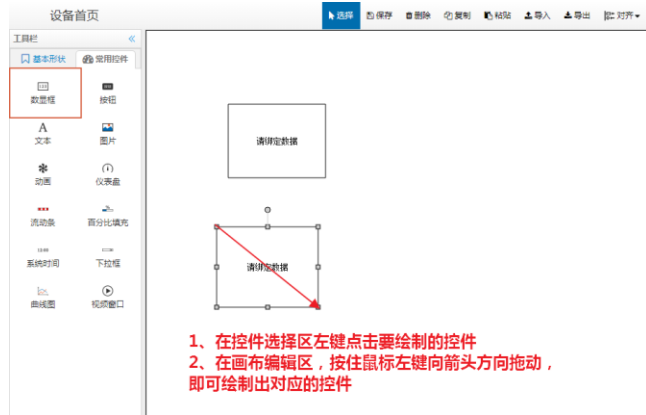 设备首页
选择 保存 删除 复制 粘贴 导入 导出 对齐
工具栏
基本形状 常用控件
数显框 按钮
文本 图片
动画 仪表盘
流动条 百分比填充
系统时间 下拉框
曲线图 视频窗口
请绑定数据
请绑定数据
1、在控件选择区左键点击要绘制的控件
2、在画布编辑区，按住鼠标左键向箭头方向拖动，
即可绘制出对应的控件